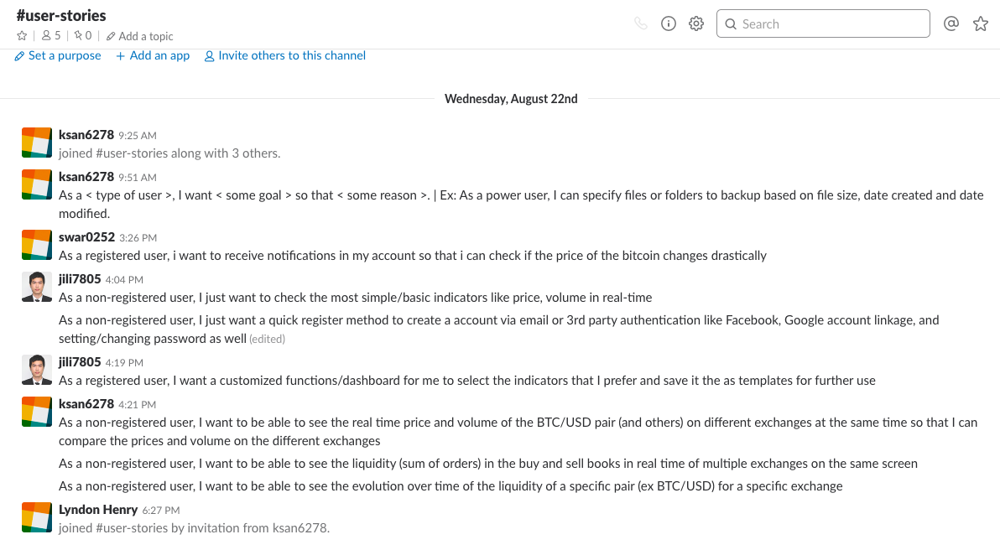 #user-stories
5 0 Add a topic
Search
Set a purpose Add an app Invite others to this channel
Wednesday, August 22nd
ksan6278 9:25 AM
joined #user-stories along with 3 others.
ksan6278 9:51 AM
As a < type of user >, I want < some goal > so that < some reason >. | Ex: As a power user, I can specify files or folders to backup based on file size, date created and date
modified.
swar0252 3:26 PM
As a registered user, i want to receive notifications in my account so that i can check if the price of the bitcoin changes drastically
jili7805 4:04 PM
As a non-registered user, I just want to check the most simple/basic indicators like price, volume in real-time
As a non-registered user, I just want a quick register method to create a account via email or 3rd party authentication like Facebook, Google account linkage, and
setting/changing password as well (edited)
jili7805 4:19 PM
As a registered user, I want a customized functions/dashboard for me to select the indicators that I prefer and save it the as templates for further use
ksan6278 4:21 PM
As a non-registered user, I want to be able to see the real time price and volume of the BTC/USD pair (and others) on different exchanges at the same time so that I can
compare the prices and volume on the different exchanges
As a non-registered user, I want to be able to see the liquidity (sum of orders) in the buy and sell books in real time of multiple exchanges on the same screen
As a non-registered user, I want to be able to see the evolution over time of the liquidity of a specific pair (ex BTC/USD) for a specific exchange
Lyndon Henry 6:27 PM
joined #user-stories by invitation from ksan6278.